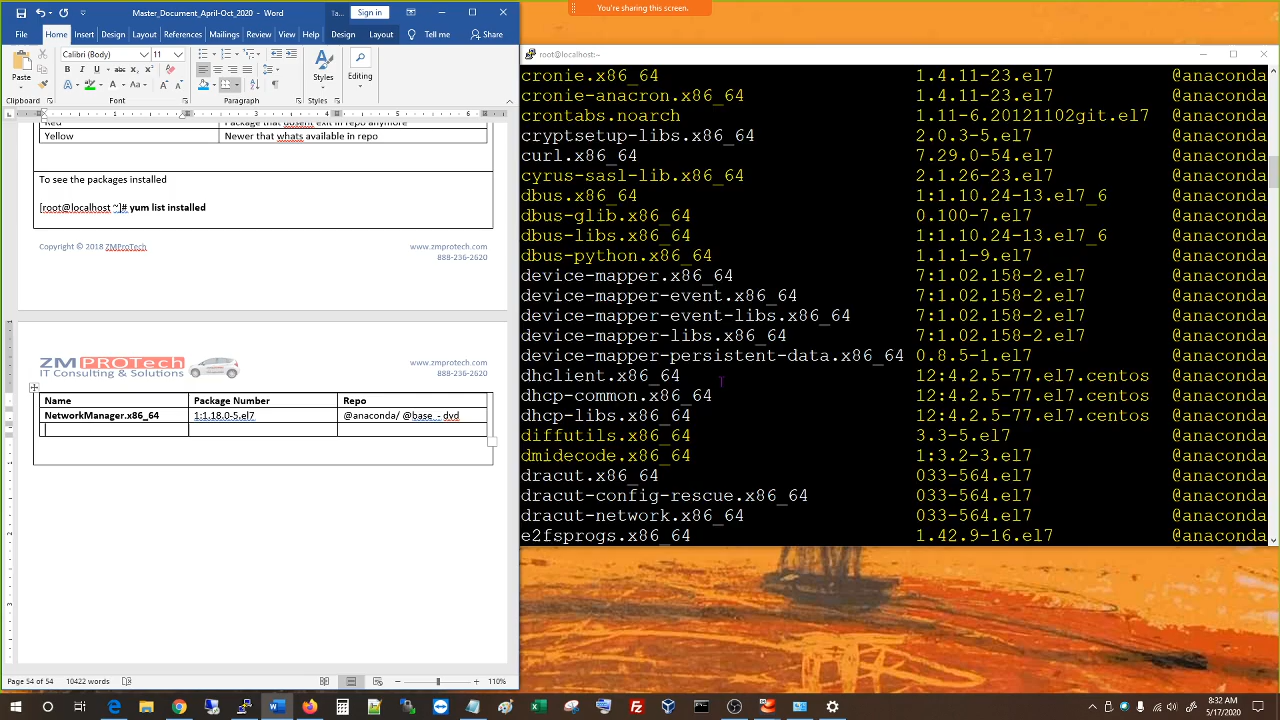 You're sharing this screen.
Master_Document_April-Oct_2020 - Ta...
Sign in
File Home Insert Design Layout References Mailings Review View Help Design Layout Tell me Share
Calibri (Body) 11
Paste
Styles
Editing
Clipboard Font Paragraph Styles
Package that dosent exit in repo anymore
Yellow Newer that whats available in repo
To see the packages installed
[root@localhost ~]# yum list installed
Copyright © 2018 ZMProTech www.zmprotech.com
888-236-2620
ZM PROTech
IT Consulting & Solutions
www.zmprotech.com
888-236-2620
Name Package Number Repo
NetworkManager.x86_64 1:1.18.0-5.el7 @anaconda/ @base - dvd
Page 54 of 54 10422 words 110%
root@localhost:~
cronie.x86_64 1.4.11-23.el7 @anaconda
cronie-anacron.x86_64 1.4.11-23.el7 @anaconda
crontabs.noarch 1.11-6.20121102git.el7 @anaconda
cryptsetup-libs.x86_64 2.0.3-5.el7 @anaconda
curl.x86_64 7.29.0-54.el7 @anaconda
cyrus-sasl-lib.x86_64 2.1.26-23.el7 @anaconda
dbus.x86_64 1:1.10.24-13.el7_6 @anaconda
dbus-glib.x86_64 0.100-7.el7 @anaconda
dbus-libs.x86_64 1:1.10.24-13.el7_6 @anaconda
dbus-python.x86_64 1.1.1-9.el7 @anaconda
device-mapper.x86_64 7:1.02.158-2.el7 @anaconda
device-mapper-event.x86_64 7:1.02.158-2.el7 @anaconda
device-mapper-event-libs.x86_64 7:1.02.158-2.el7 @anaconda
device-mapper-libs.x86_64 7:1.02.158-2.el7 @anaconda
device-mapper-persistent-data.x86_64 0.8.5-1.el7 @anaconda
dhclient.x86_64 12:4.2.5-77.el7.centos @anaconda
dhcp-common.x86_64 12:4.2.5-77.el7.centos @anaconda
dhcp-libs.x86_64 12:4.2.5-77.el7.centos @anaconda
diffutils.x86_64 3.3-5.el7 @anaconda
dmidecode.x86_64 1:3.2-3.el7 @anaconda
dracut.x86_64 033-564.el7 @anaconda
dracut-config-rescue.x86_64 033-564.el7 @anaconda
dracut-network.x86_64 033-564.el7 @anaconda
e2fsprogs.x86_64 1.42.9-16.el7 @anaconda
8:32 AM
5/17/2020